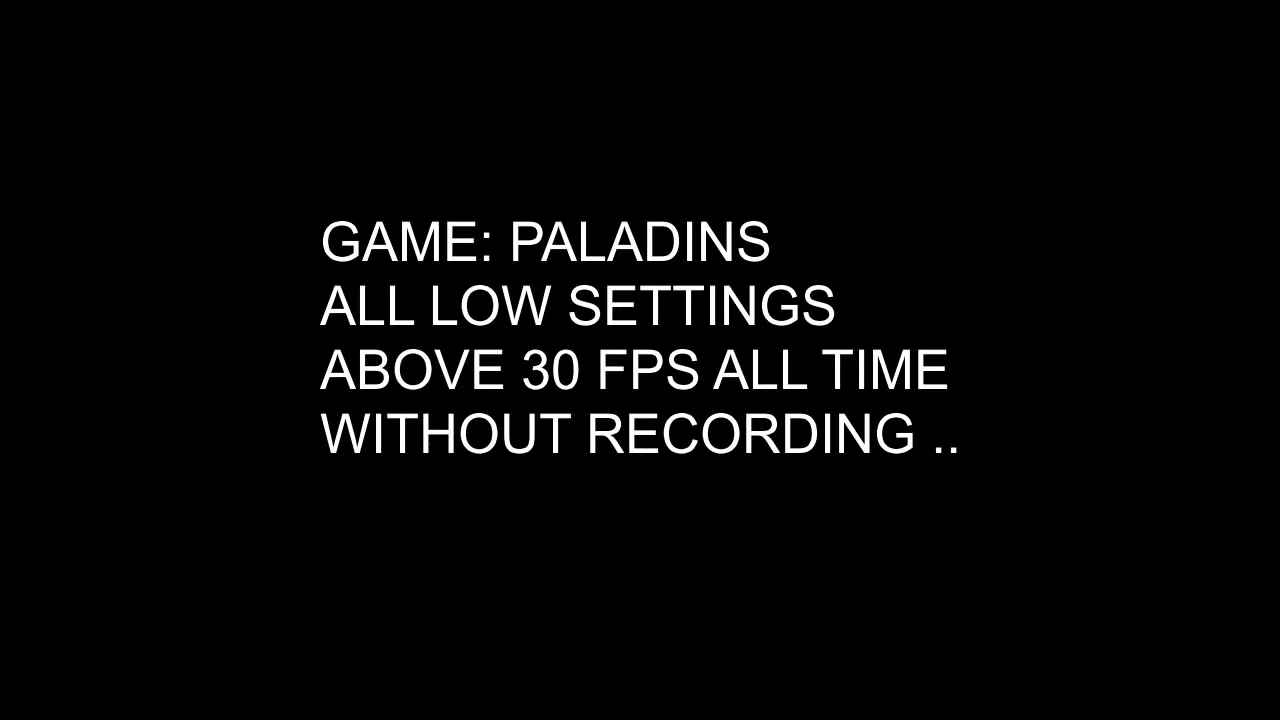 GAME: PALADINS
ALL LOW SETTINGS
ABOVE 30 FPS ALL TIME
WITHOUT RECORDING ..